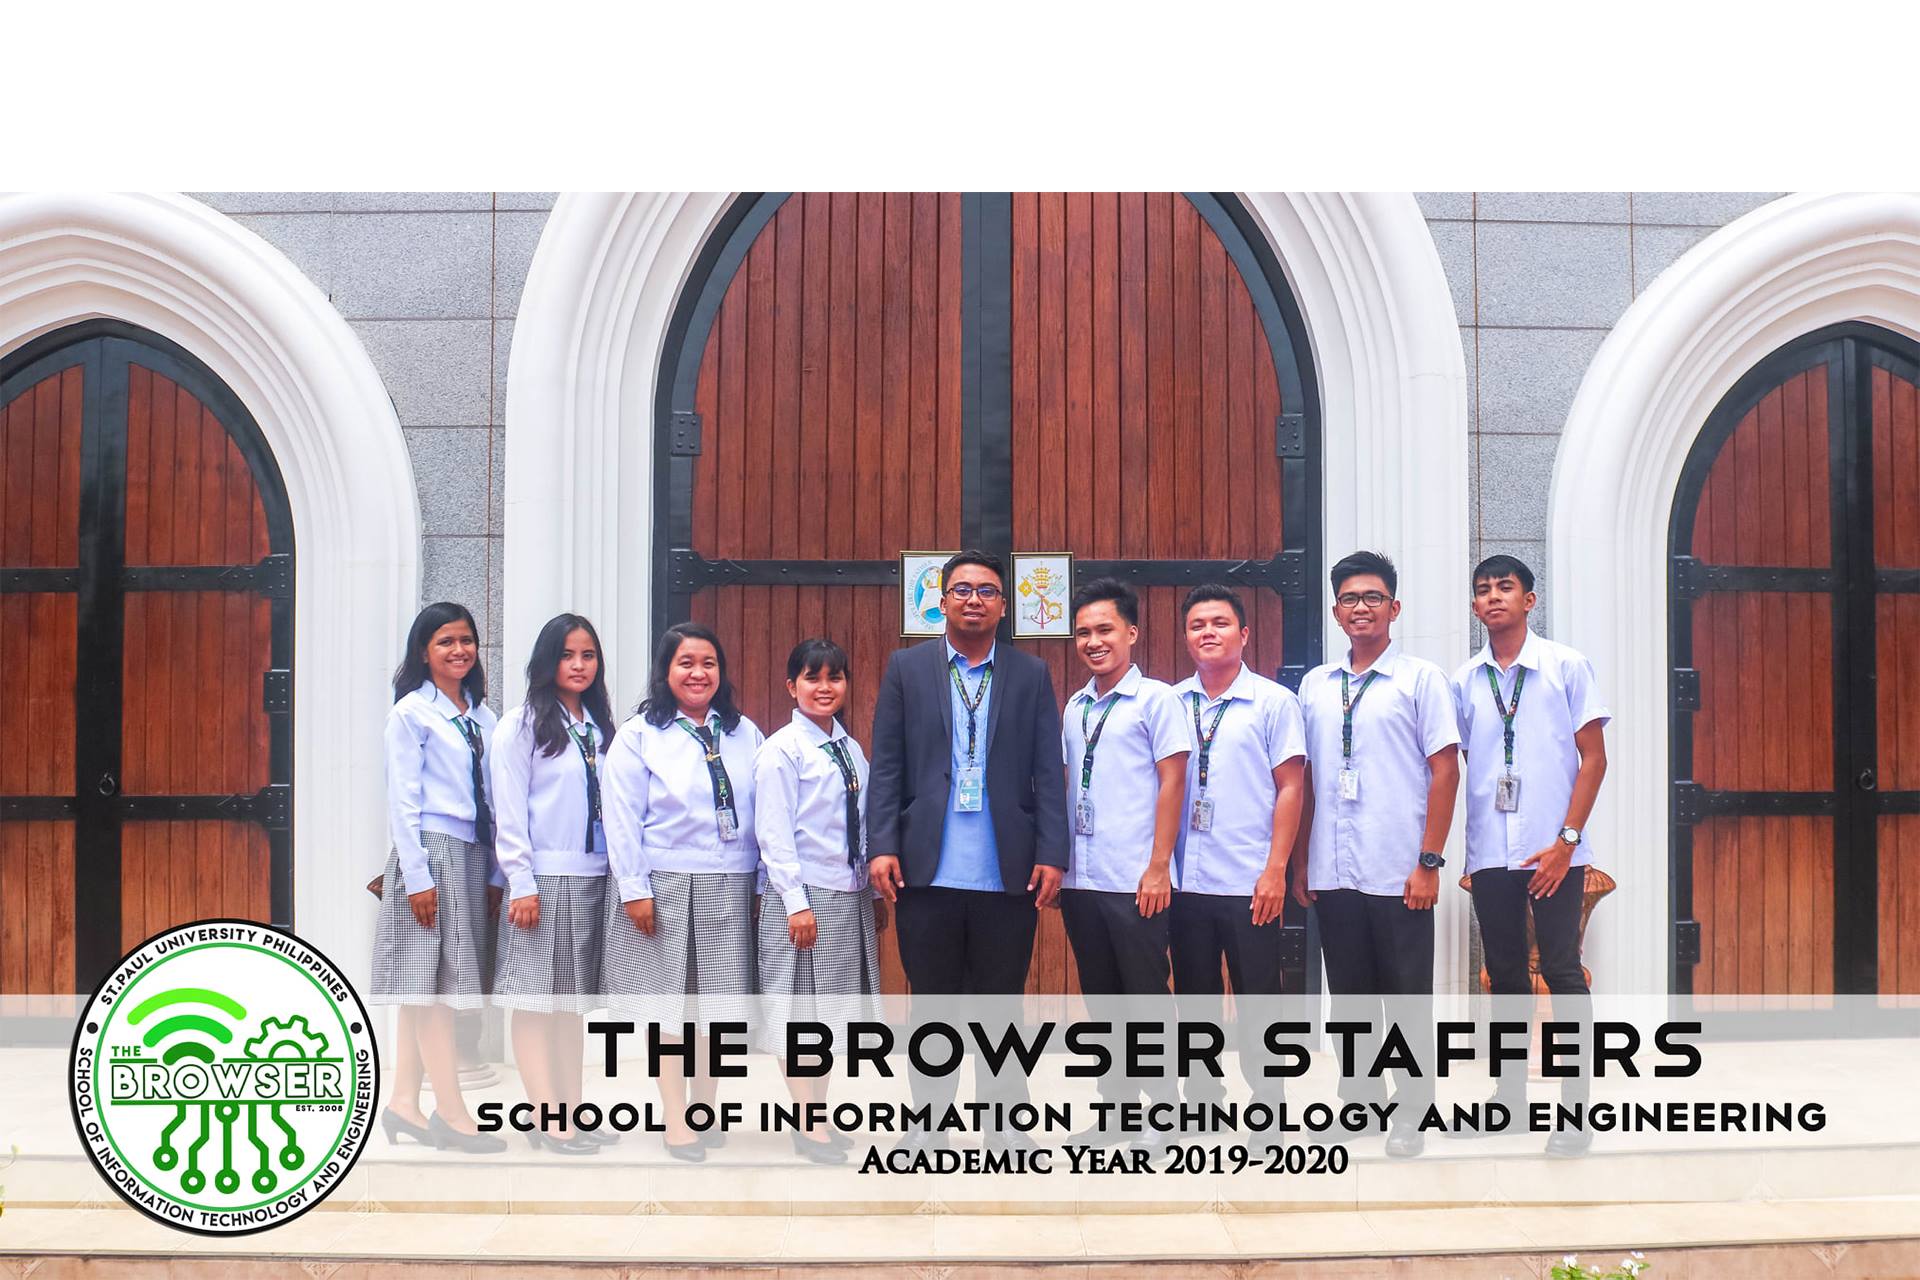 ST.PAUL UNIVERSITY PHILIPPINES
THE
BROWSER
EST. 2008
SCHOOL OF INFORMATION TECHNOLOGY AND ENGINEERING
THE BROWSER STAFFERS
SCHOOL OF INFORMATION TECHNOLOGY AND ENGINEERING
ACADEMIC YEAR 2019-2020